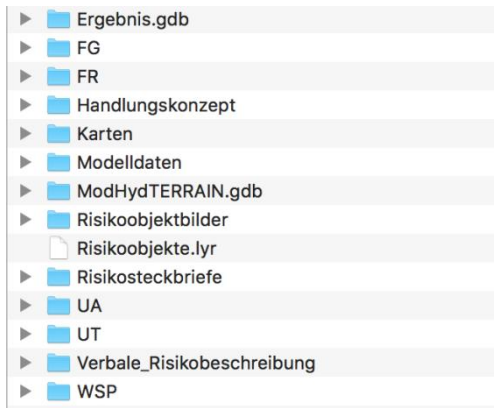 Ergebnis.gdb
FG
FR
Handlungskonzept
Karten
Modelldaten
ModHydTERRAIN.gdb
Risikoobjektbilder
Risikoobjekte.lyr
Risikosteckbriefe
UA
UT
Verbale_Risikobeschreibung
WSP